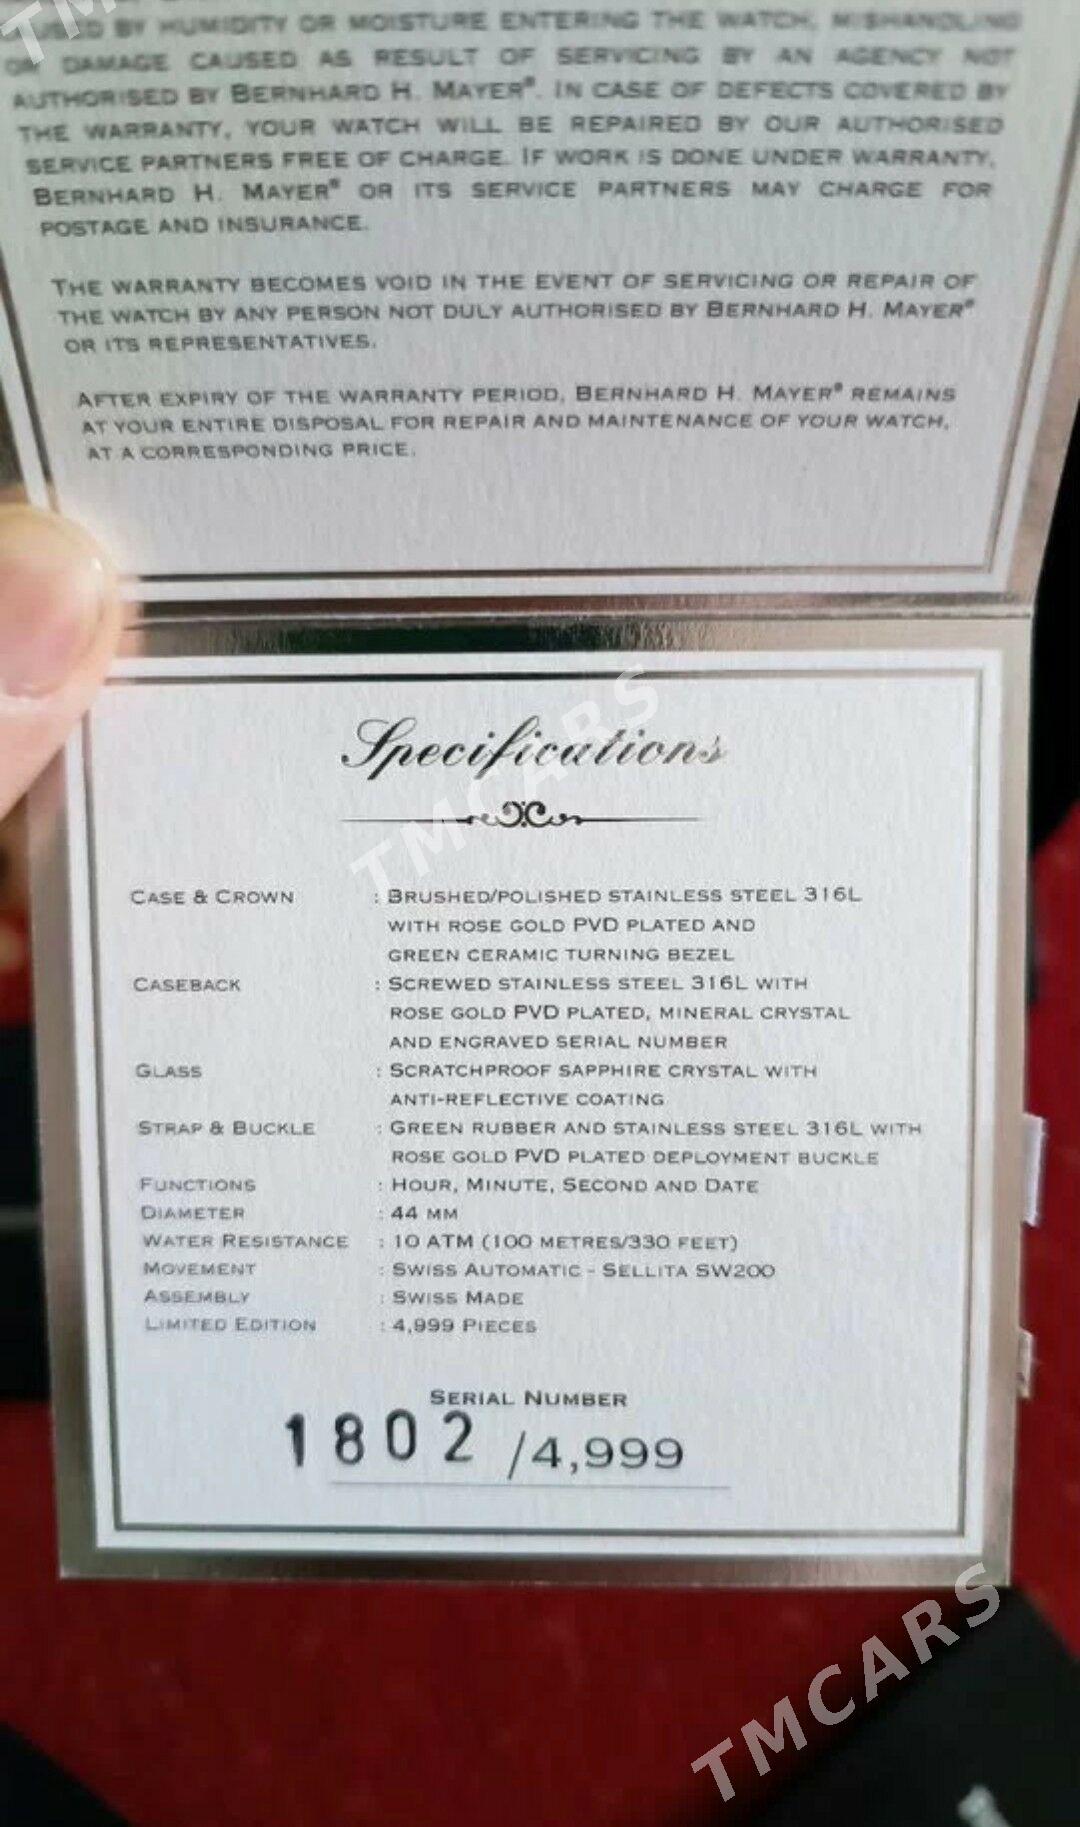 BY HUMIDITY OR MOISTURE ENTERING THE WATCH, MISHANDLING
OR DAMAGE CAUSED AS RESULT OF SERVICING BY AN AGENCY NOT
AUTHORISED BY BERNHARD H. MAYER®. IN CASE OF DEFECTS COVERED BY
THE WARRANTY, YOUR WATCH WILL BE REPAIRED BY OUR AUTHORISED
SERVICE PARTNERS FREE OF CHARGE. IF WORK IS DONE UNDER WARRANTY,
BERNHARD H. MAYER® OR ITS SERVICE PARTNERS MAY CHARGE FOR
POSTAGE AND INSURANCE.
THE WARRANTY BECOMES VOID IN THE EVENT OF SERVICING OR REPAIR OF
THE WATCH BY ANY PERSON NOT DULY AUTHORISED BY BERNHARD H. MAYER®
OR ITS REPRESENTATIVES.
AFTER EXPIRY OF THE WARRANTY PERIOD, BERNHARD H. MAYER® REMAINS
AT YOUR ENTIRE DISPOSAL FOR REPAIR AND MAINTENANCE OF YOUR WATCH,
AT A CORRESPONDING PRICE.
Specifications
TMCARS
CASE & CROWN : BRUSHED/POLISHED STAINLESS STEEL 316L
WITH ROSE GOLD PVD PLATED AND
GREEN CERAMIC TURNING BEZEL
CASEBACK : SCREWED STAINLESS STEEL 316L WITH
ROSE GOLD PVD PLATED, MINERAL CRYSTAL
AND ENGRAVED SERIAL NUMBER
GLASS : SCRATCHPROOF SAPPHIRE CRYSTAL WITH
ANTI-REFLECTIVE COATING
STRAP & BUCKLE : GREEN RUBBER AND STAINLESS STEEL 316L WITH
ROSE GOLD PVD PLATED DEPLOYMENT BUCKLE
FUNCTIONS : HOUR, MINUTE, SECOND AND DATE
DIAMETER : 44 MM
WATER RESISTANCE : 10 ATM (100 METRES/330 FEET)
MOVEMENT : SWISS AUTOMATIC - SELLITA SW200
ASSEMBLY : SWISS MADE
LIMITED EDITION : 4,999 PIECES
SERIAL NUMBER
1802 /4,999
TMCARS